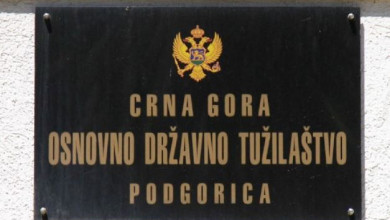 CRNA GORA
OSNOVNO DRŽAVNO TUŽILAŠTVO
PODGORICA